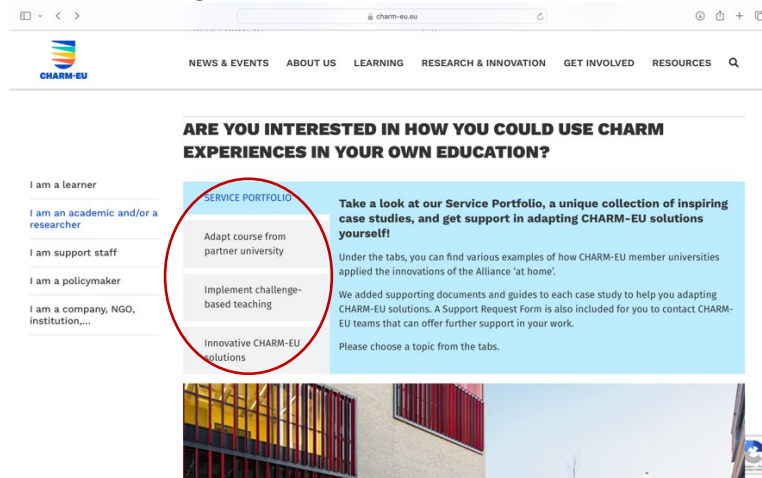 charm-eu.eu
CHARM-EU
NEWS & EVENTS ABOUT US LEARNING RESEARCH & INNOVATION GET INVOLVED RESOURCES
ARE YOU INTERESTED IN HOW YOU COULD USE CHARM
EXPERIENCES IN YOUR OWN EDUCATION?
I am a learner
I am an academic and/or a
researcher
I am support staff
I am a policymaker
I am a company, NGO,
institution,...
SERVICE PORTFOLIO
Adapt course from
partner university
Implement challenge-
based teaching
Innovative CHARM-EU
solutions
Take a look at our Service Portfolio, a unique collection of inspiring
case studies, and get support in adapting CHARM-EU solutions
yourself!
Under the tabs, you can find various examples of how CHARM-EU member universities
applied the innovations of the Alliance ‘at home’.
We added supporting documents and guides to each case study to help you adapting
CHARM-EU solutions. A Support Request Form is also included for you to contact CHARM-
EU teams that can offer further support in your work.
Please choose a topic from the tabs.